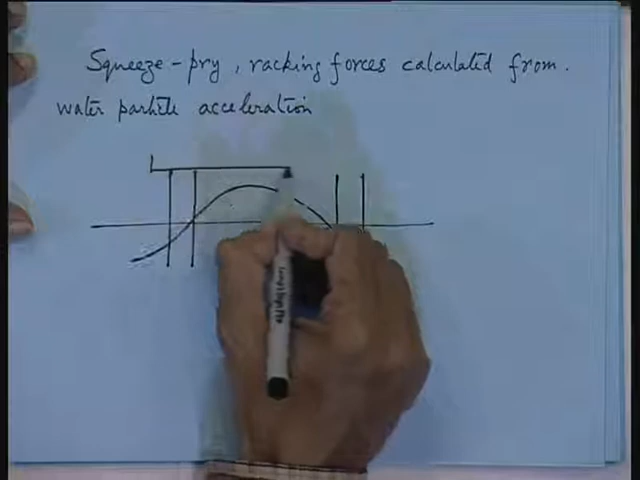 Squeeze-pry, racking forces calculated from.
water particle acceleration